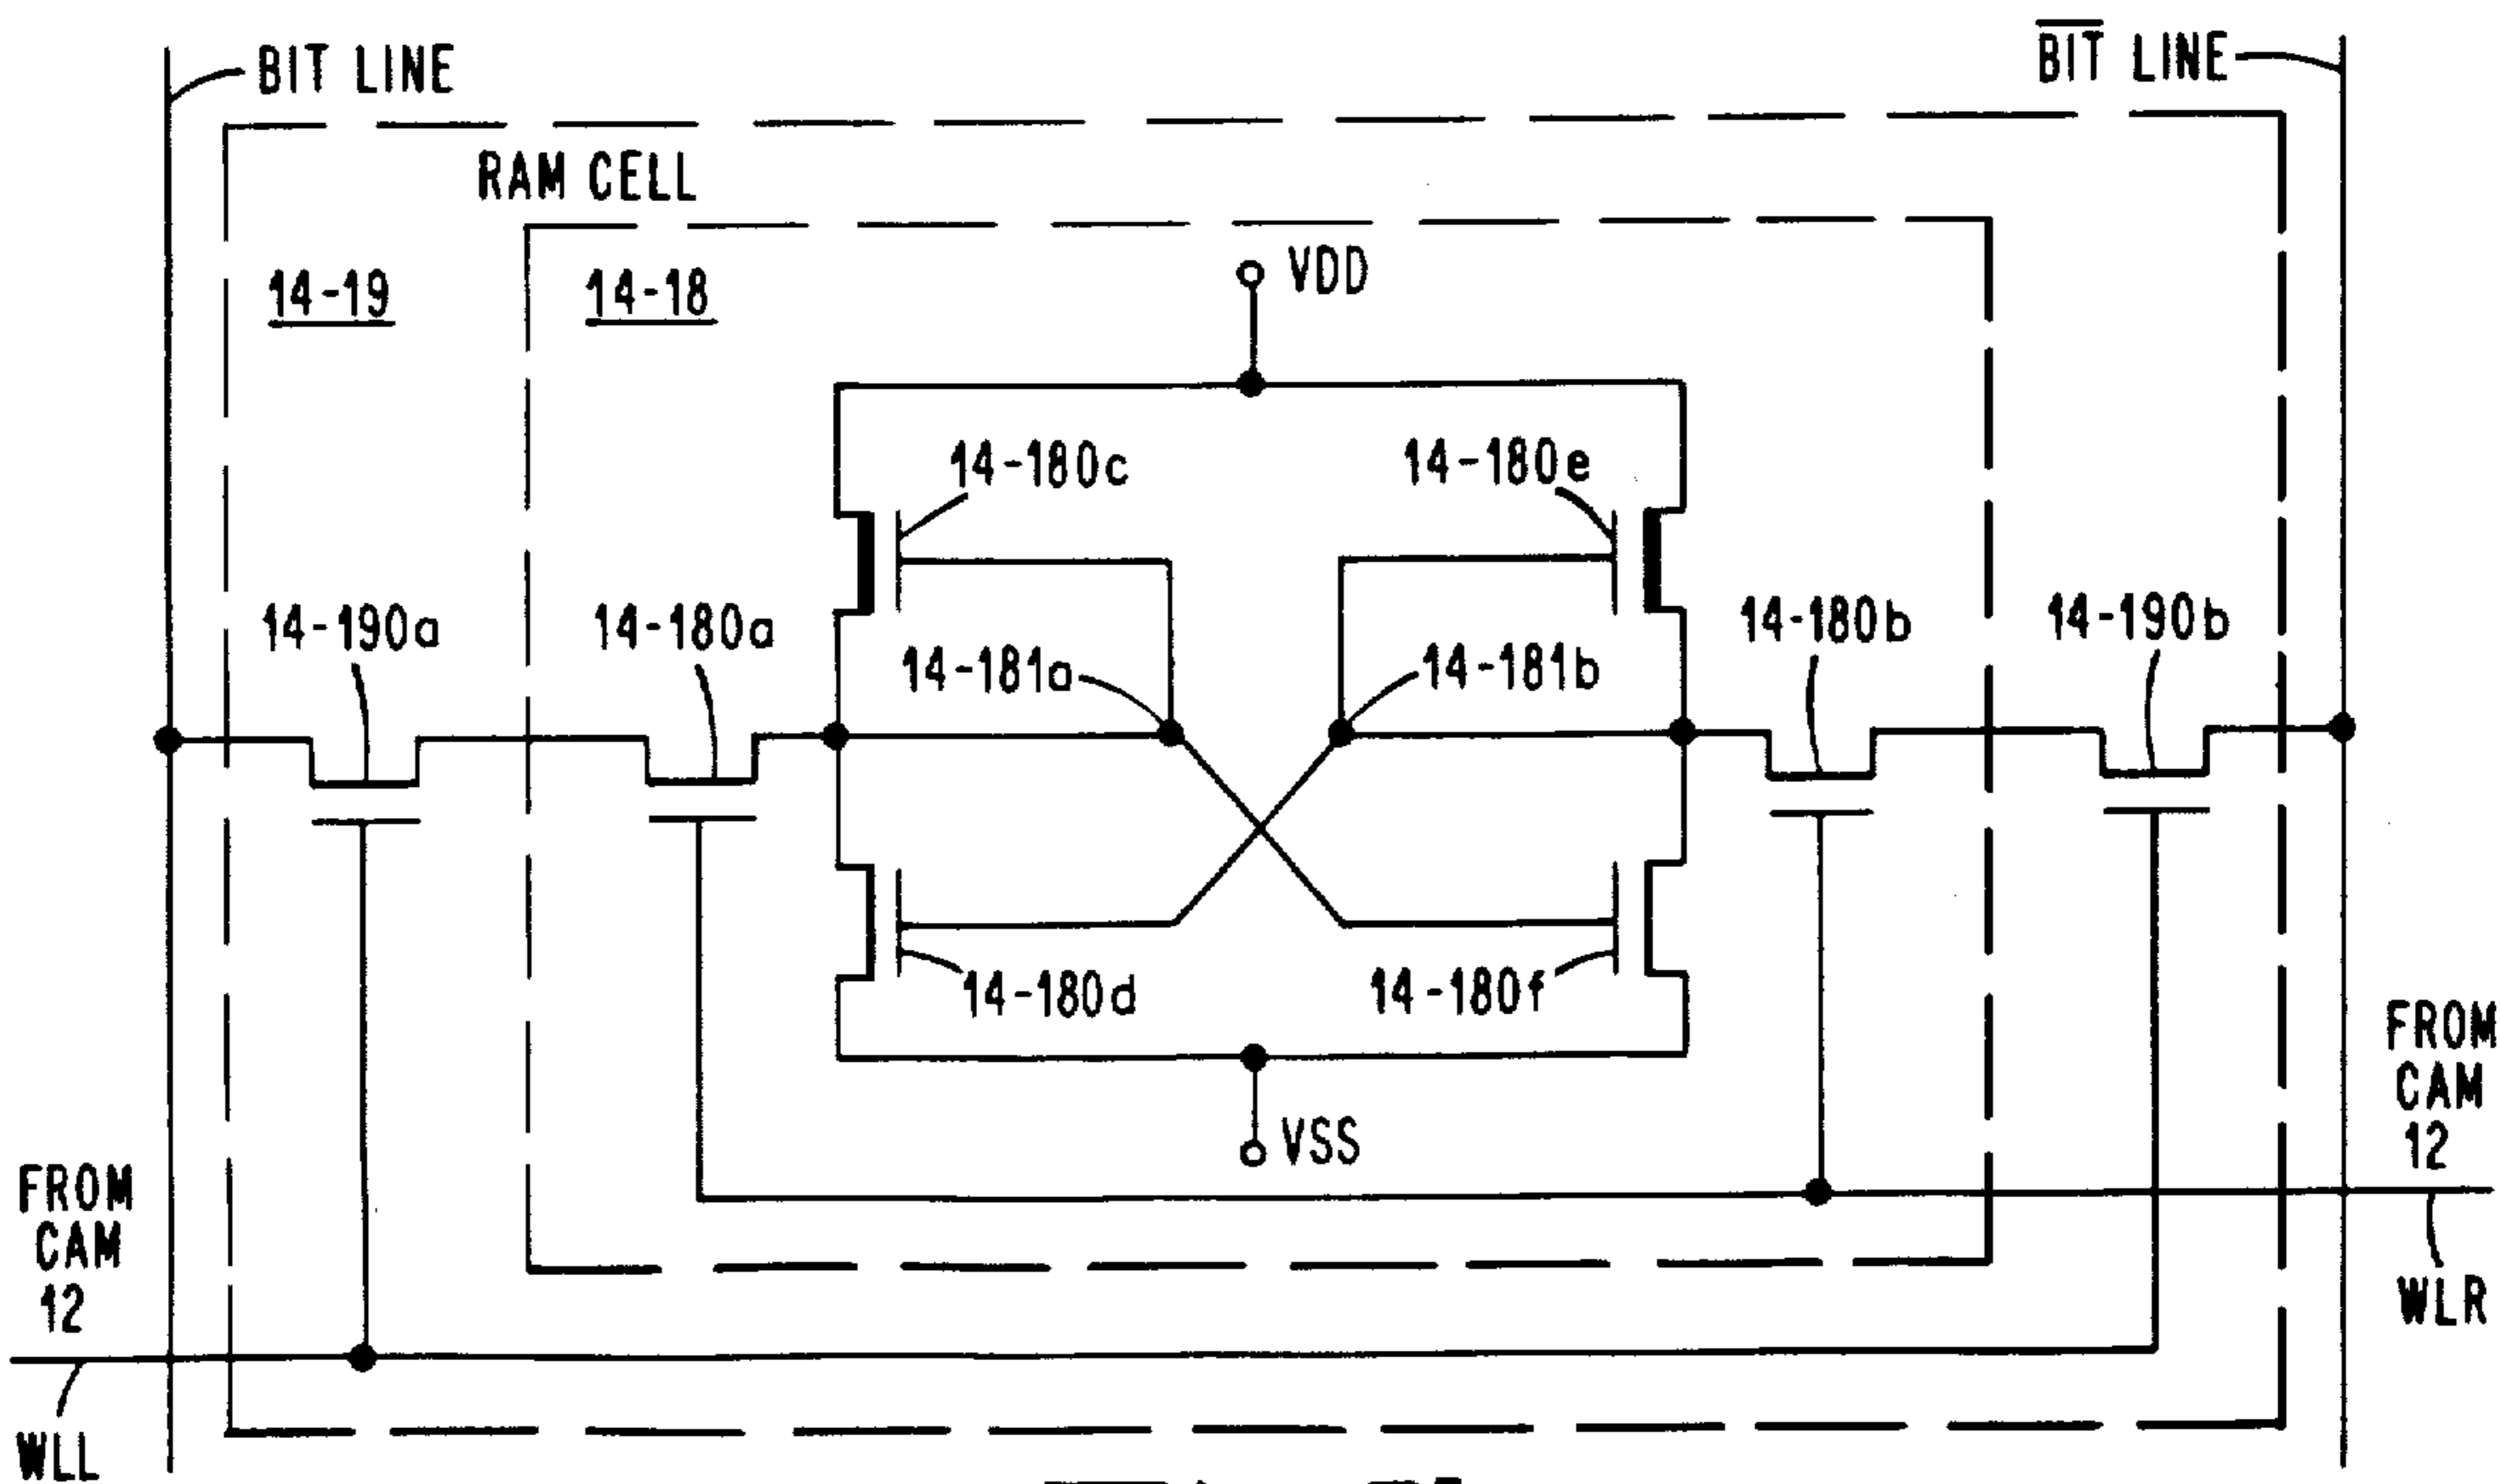 BIT LINE
B̅I̅T̅ LINE
RAM CELL
14-19
14-18
VDD
14-180c
14-180e
14-190a
14-180a
14-181a
14-181b
14-180b
14-190b
14-180d
14-180f
VSS
FROM
CAM
12
WLL
FROM
CAM
12
WLR